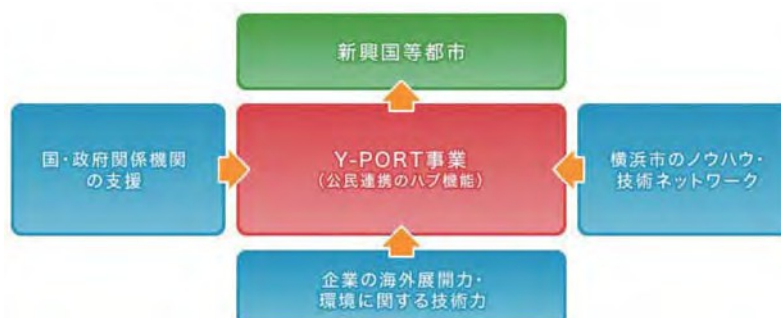 新興国等都市
国・政府関係機関
の支援
Y-PORT事業
(公民連携のハブ機能)
横浜市のノウハウ・
技術ネットワーク
企業の海外展開力・
環境に関する技術力